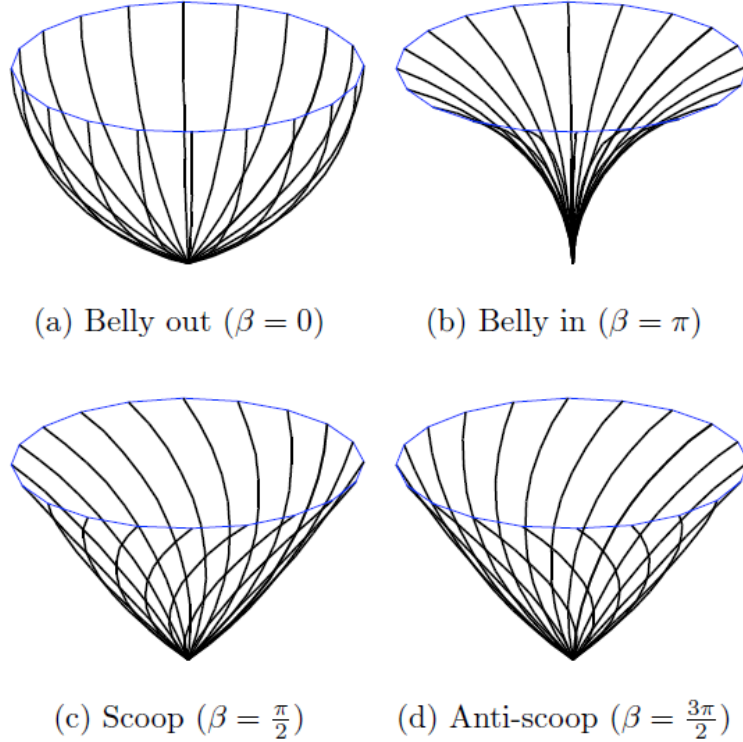 (a) Belly out (β = 0)
(b) Belly in (β = π)
(c) Scoop (β = π/2)
(d) Anti-scoop (β = 3π/2)